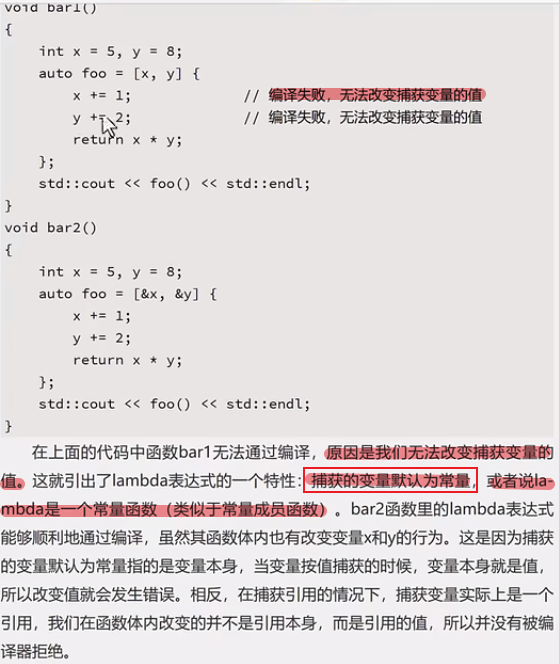 void bar1()
{
    int x = 5, y = 8;
    auto foo = [x, y] {
        x += 1;              // 编译失败，无法改变捕获变量的值
        y += 2;              // 编译失败，无法改变捕获变量的值
        return x * y;
    };
    std::cout << foo() << std::endl;
}
void bar2()
{
    int x = 5, y = 8;
    auto foo = [&x, &y] {
        x += 1;
        y += 2;
        return x * y;
    };
    std::cout << foo() << std::endl;
}
在上面的代码中函数bar1无法通过编译，原因是我们无法改变捕获变量的
值。这就引出了lambda表达式的一个特性：捕获的变量默认为常量，或者说la-
mbda是一个常量函数（类似于常量成员函数）。bar2函数里的lambda表达式
能够顺利地通过编译，虽然其函数体内也有改变变量x和y的行为。这是因为捕获
的变量默认为常量指的是变量本身，当变量按值捕获的时候，变量本身就是值，
所以改变值就会发生错误。相反，在捕获引用的情况下，捕获变量实际上是一个
引用，我们在函数体内改变的并不是引用本身，而是引用的值，所以并没有被编
译器拒绝。